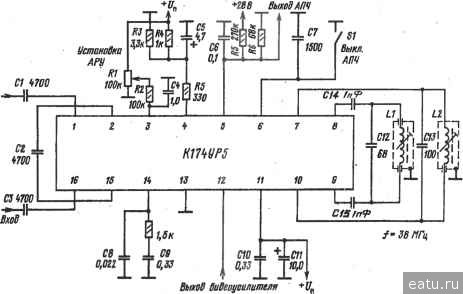 +Uп
R3
3,3к
R4
1к
C5
4,7
+28В
Выход АПЧ
C6
0,1
R5
270к
R6
68к
C7
1500
S1
Выкл.
АПЧ
Установка
АРУ
R1
100к
R2
100к
C4
1,0
R5
330
C1 4700
C14 1пФ
L1
L2
1 2 3 4 5 6 7 8
C2
4700
К174УР5
C12
68
C13
100
16 15 14 13 12 11 10 9
C3 4700
Вход
C15 1пФ
f = 38 МГц
1,5к
C8
0,022
C9
0,33
C10
0,33
C11
10,0
+Uп
Выход видеоусилителя
eatu.ru